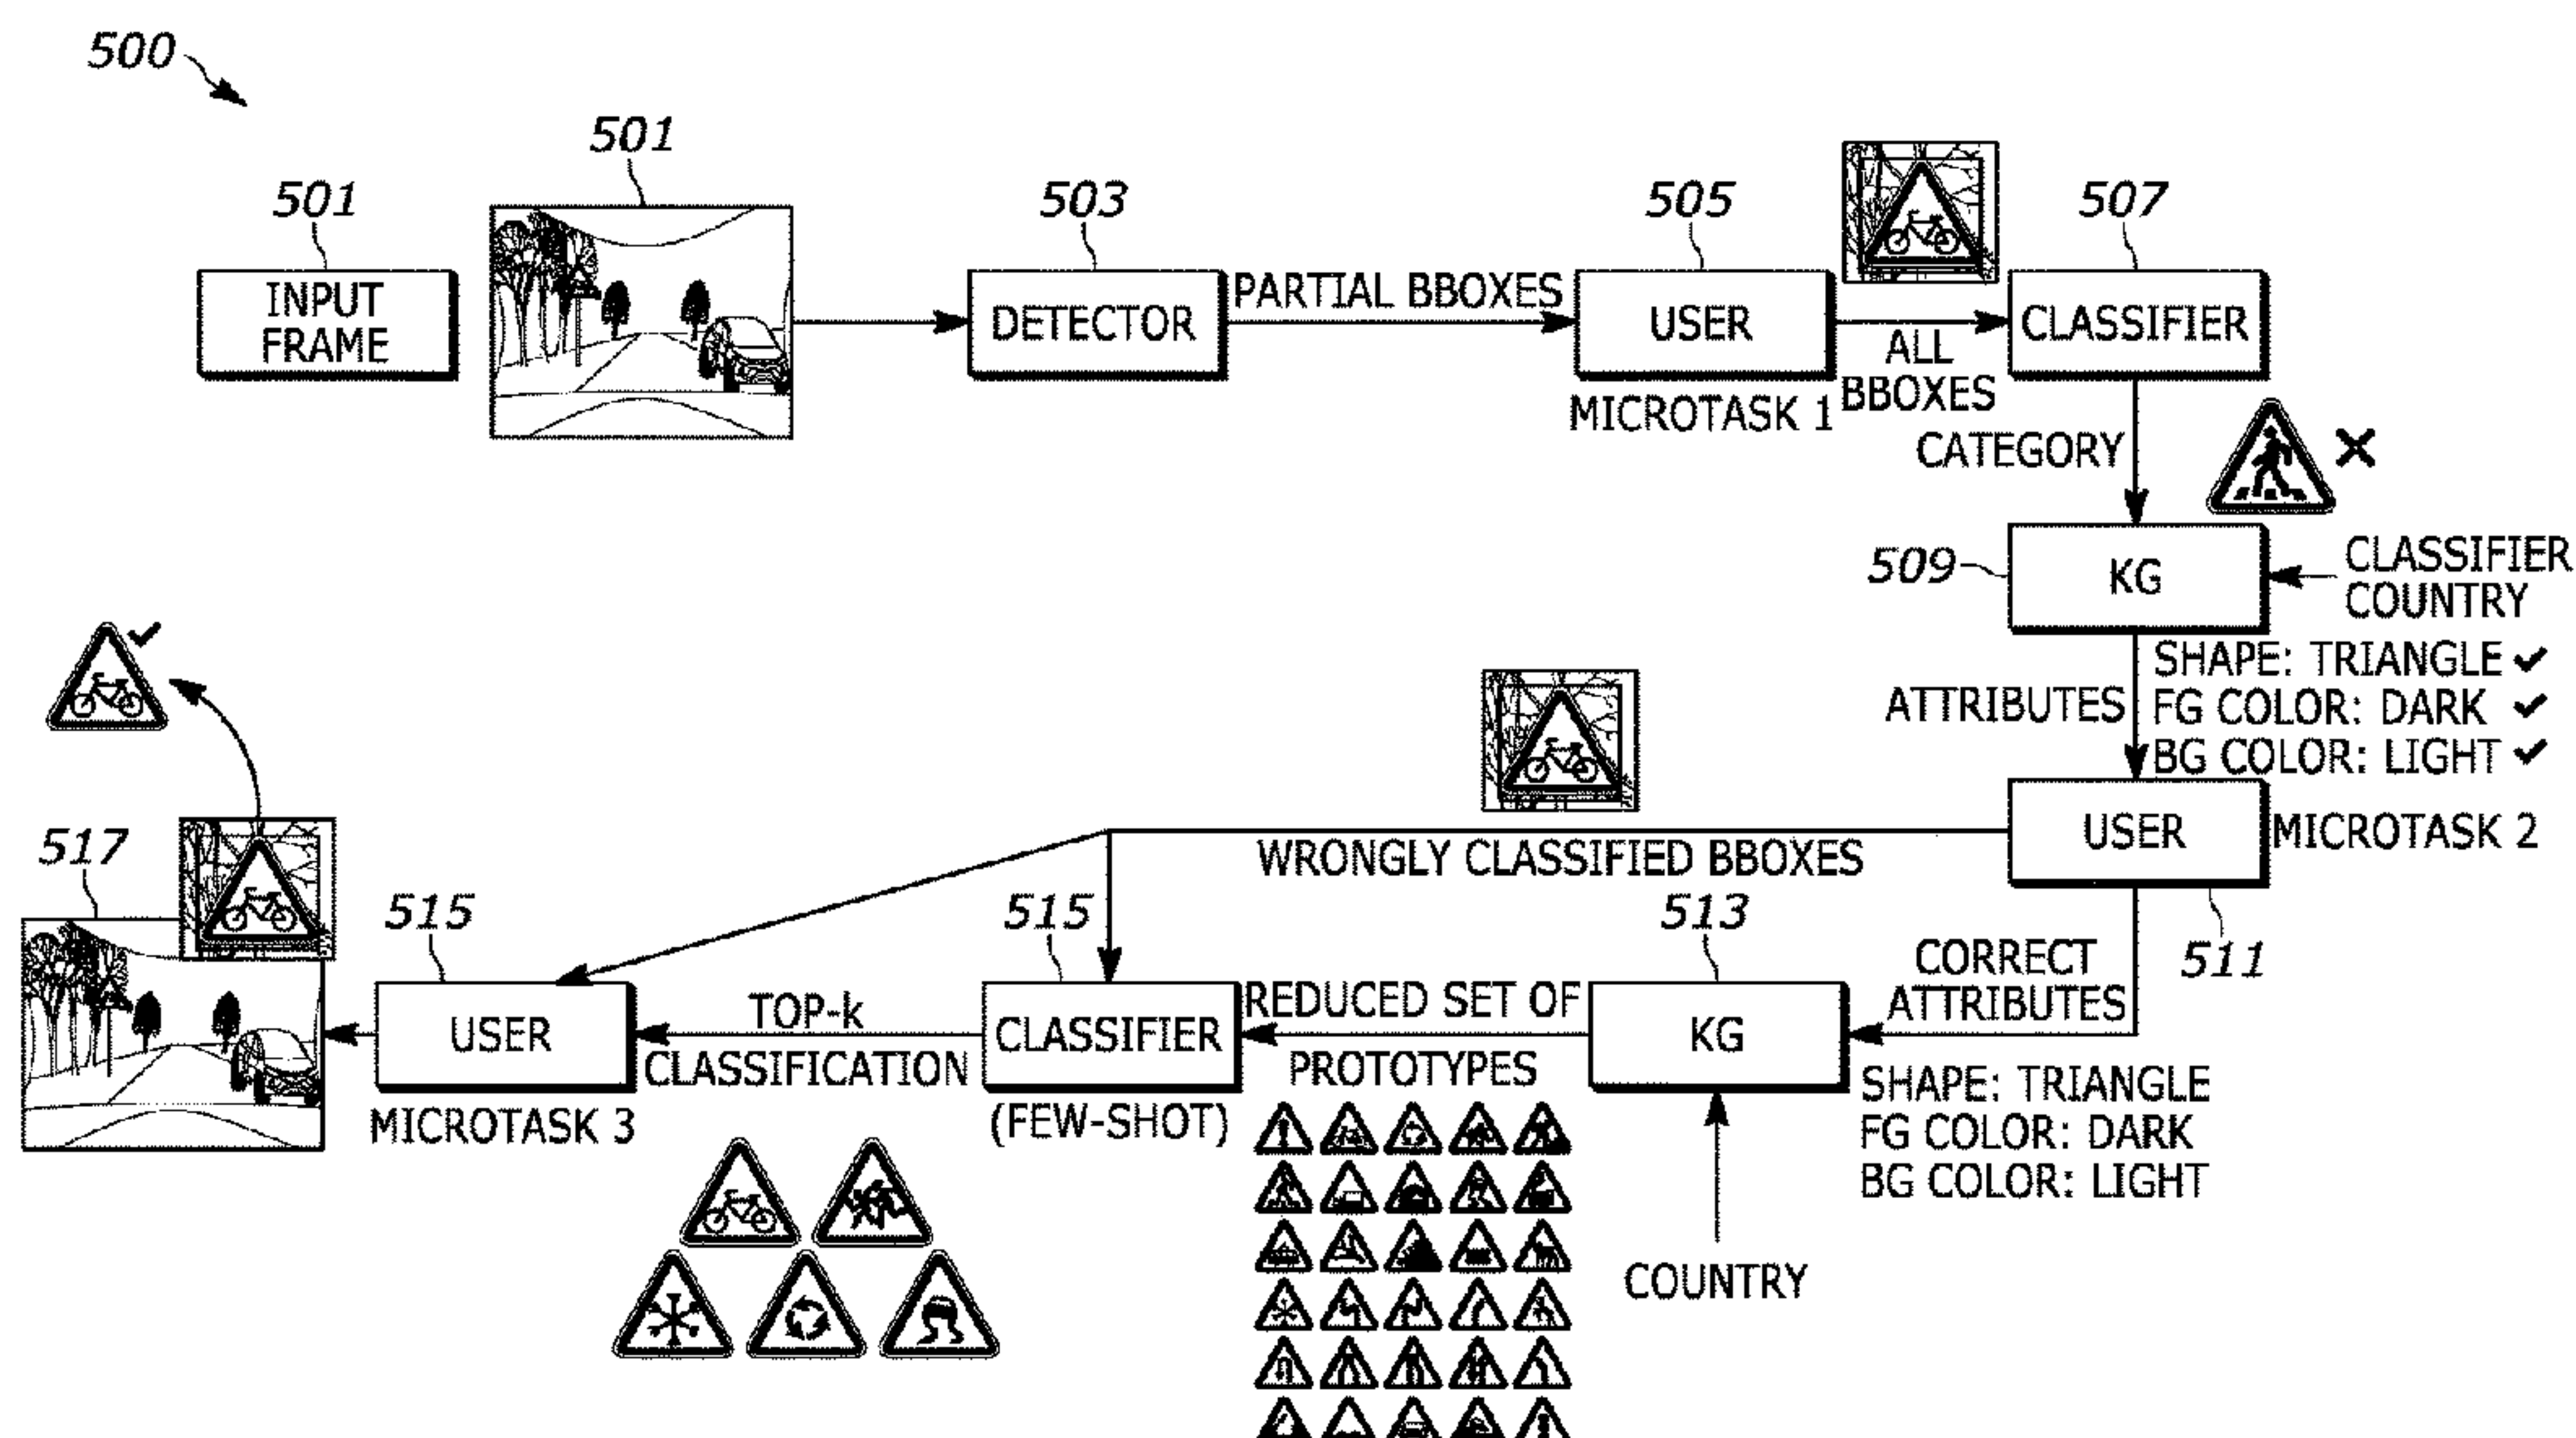 500
501
501
503
505
507
INPUT
FRAME
DETECTOR
PARTIAL BBOXES
USER
ALL
BBOXES
CLASSIFIER
MICROTASK 1
CATEGORY
509
KG
CLASSIFIER
COUNTRY
ATTRIBUTES
SHAPE: TRIANGLE
FG COLOR: DARK
BG COLOR: LIGHT
USER
MICROTASK 2
511
WRONGLY CLASSIFIED BBOXES
CORRECT
ATTRIBUTES
513
KG
SHAPE: TRIANGLE
FG COLOR: DARK
BG COLOR: LIGHT
COUNTRY
REDUCED SET OF
PROTOTYPES
515
CLASSIFIER
(FEW-SHOT)
TOP-k
CLASSIFICATION
515
USER
MICROTASK 3
517